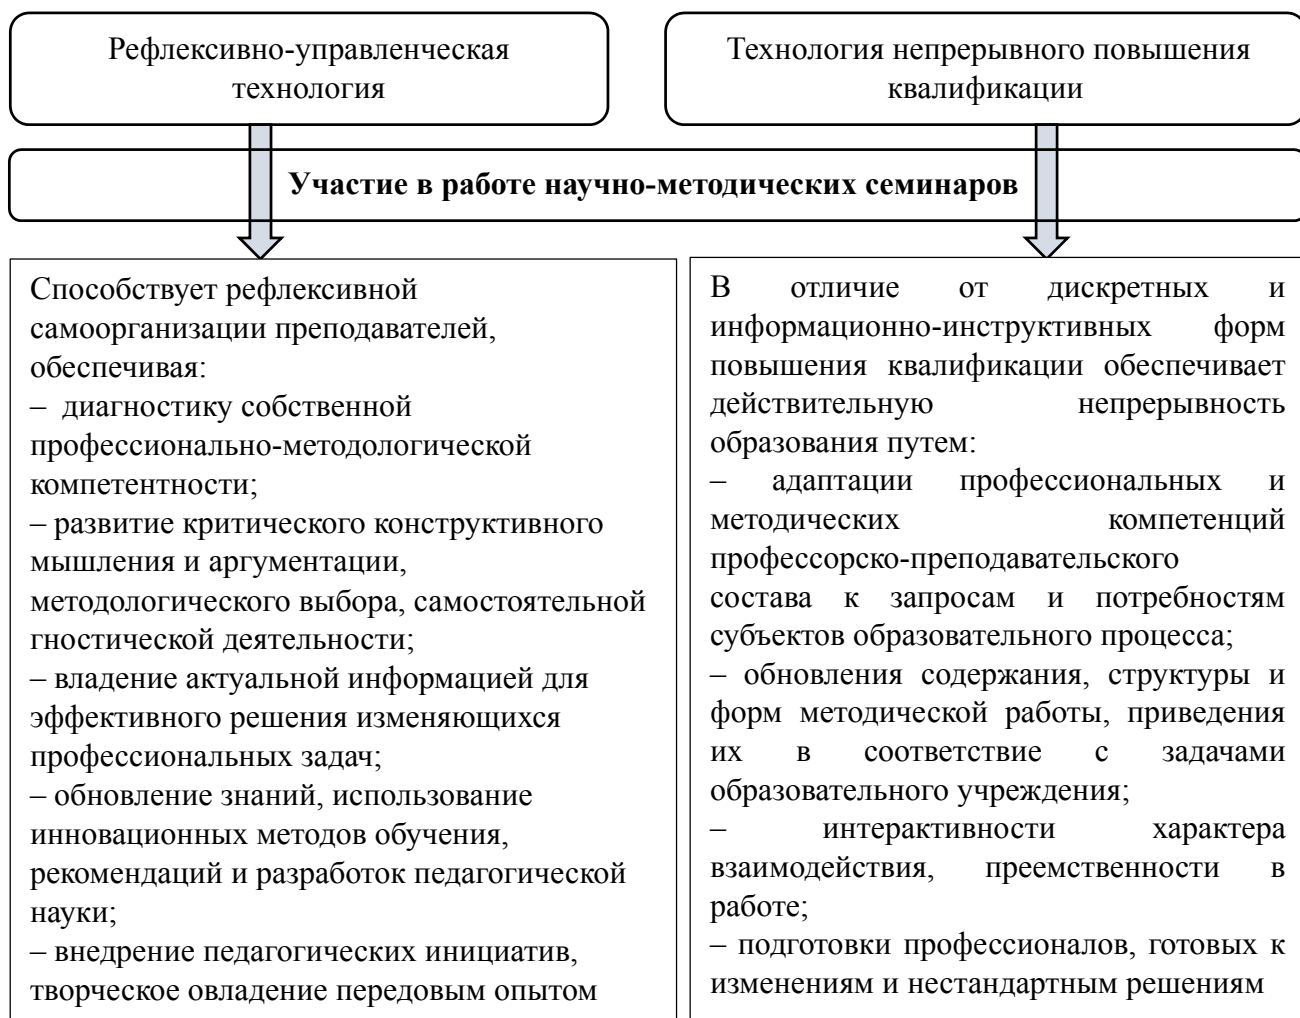 Рефлексивно-управленческая
технология
Технология непрерывного повышения
квалификации
Участие в работе научно-методических семинаров
Способствует рефлексивной
самоорганизации преподавателей,
обеспечивая:
– диагностику собственной
профессионально-методологической
компетентности;
– развитие критического конструктивного
мышления и аргументации,
методологического выбора, самостоятельной
гностической деятельности;
– владение актуальной информацией для
эффективного решения изменяющихся
профессиональных задач;
– обновление знаний, использование
инновационных методов обучения,
рекомендаций и разработок педагогической
науки;
– внедрение педагогических инициатив,
творческое овладение передовым опытом
В отличие от дискретных и
информационно-инструктивных форм
повышения квалификации обеспечивает
действительную непрерывность
образования путем:
– адаптации профессиональных и
методических компетенций
профессорско-преподавательского
состава к запросам и потребностям
субъектов образовательного процесса;
– обновления содержания, структуры и
форм методической работы, приведения
их в соответствие с задачами
образовательного учреждения;
– интерактивности характера
взаимодействия, преемственности в
работе;
– подготовки профессионалов, готовых к
изменениям и нестандартным решениям